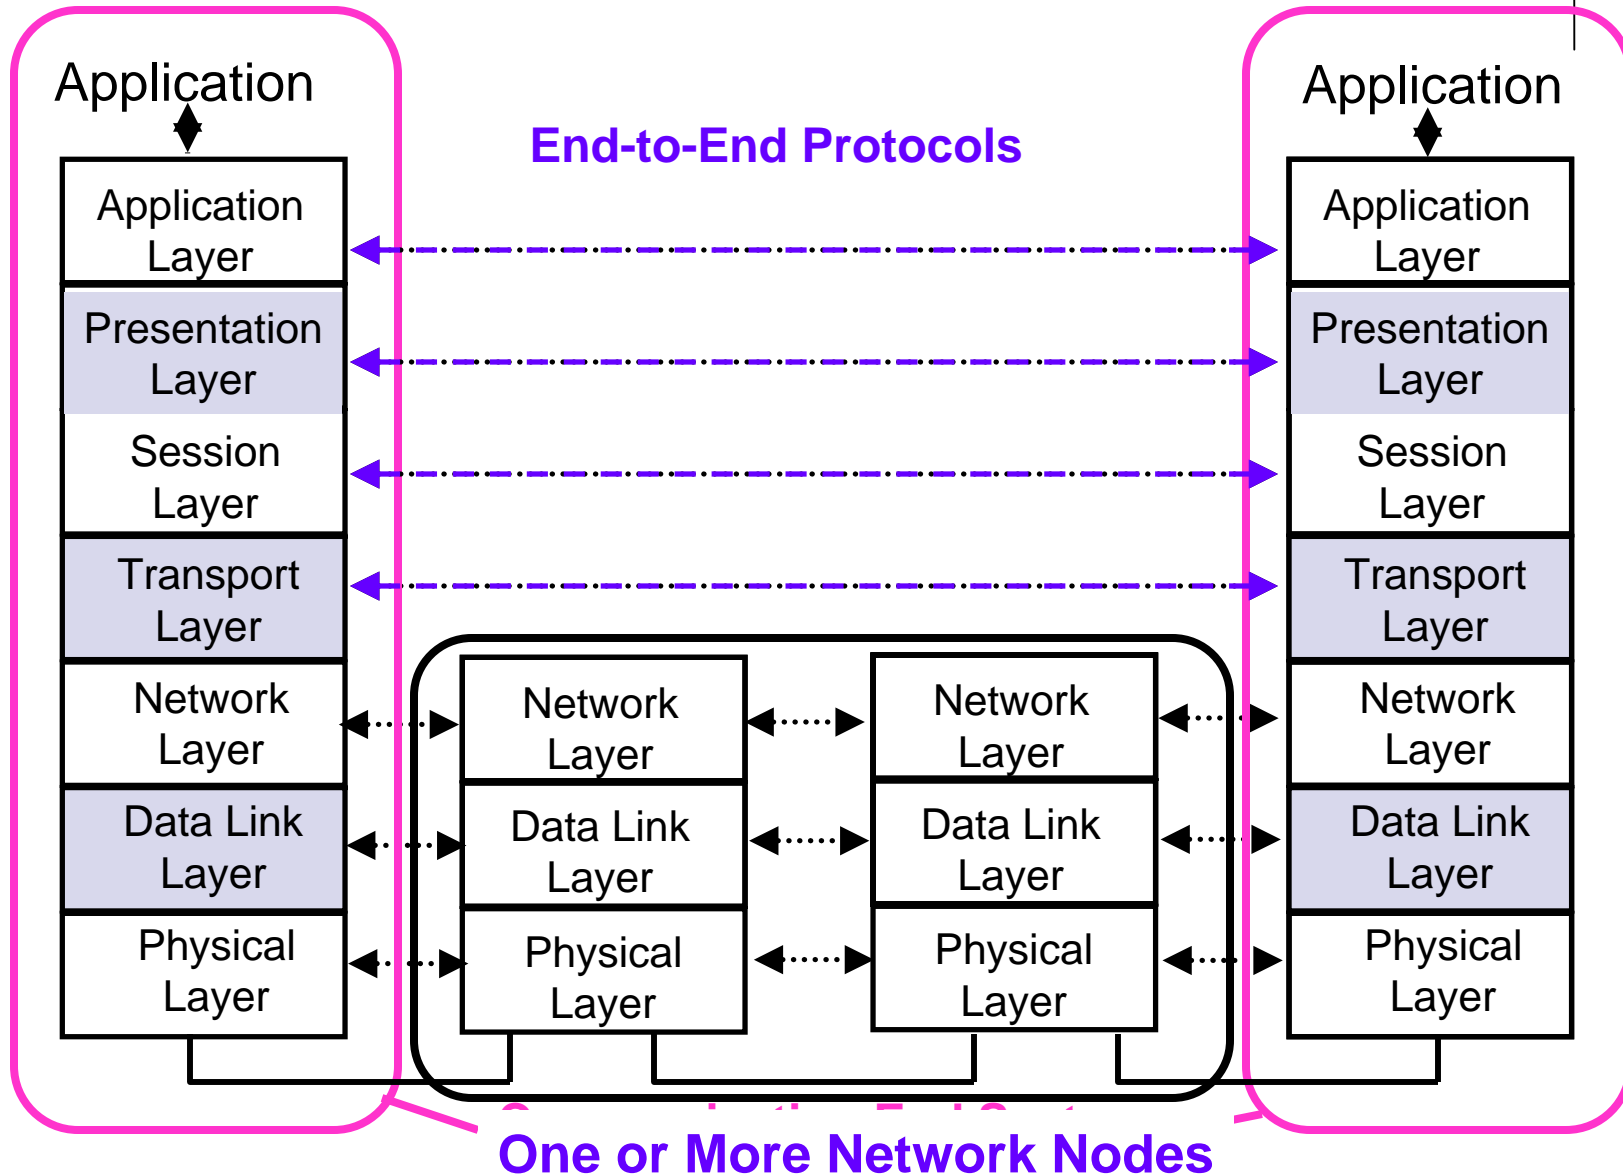 Application
Application
End-to-End Protocols
Application
Layer
Presentation
Layer
Session
Layer
Transport
Layer
Network
Layer
Data Link
Layer
Physical
Layer
Network
Layer
Data Link
Layer
Physical
Layer
Network
Layer
Data Link
Layer
Physical
Layer
Application
Layer
Presentation
Layer
Session
Layer
Transport
Layer
Network
Layer
Data Link
Layer
Physical
Layer
One or More Network Nodes